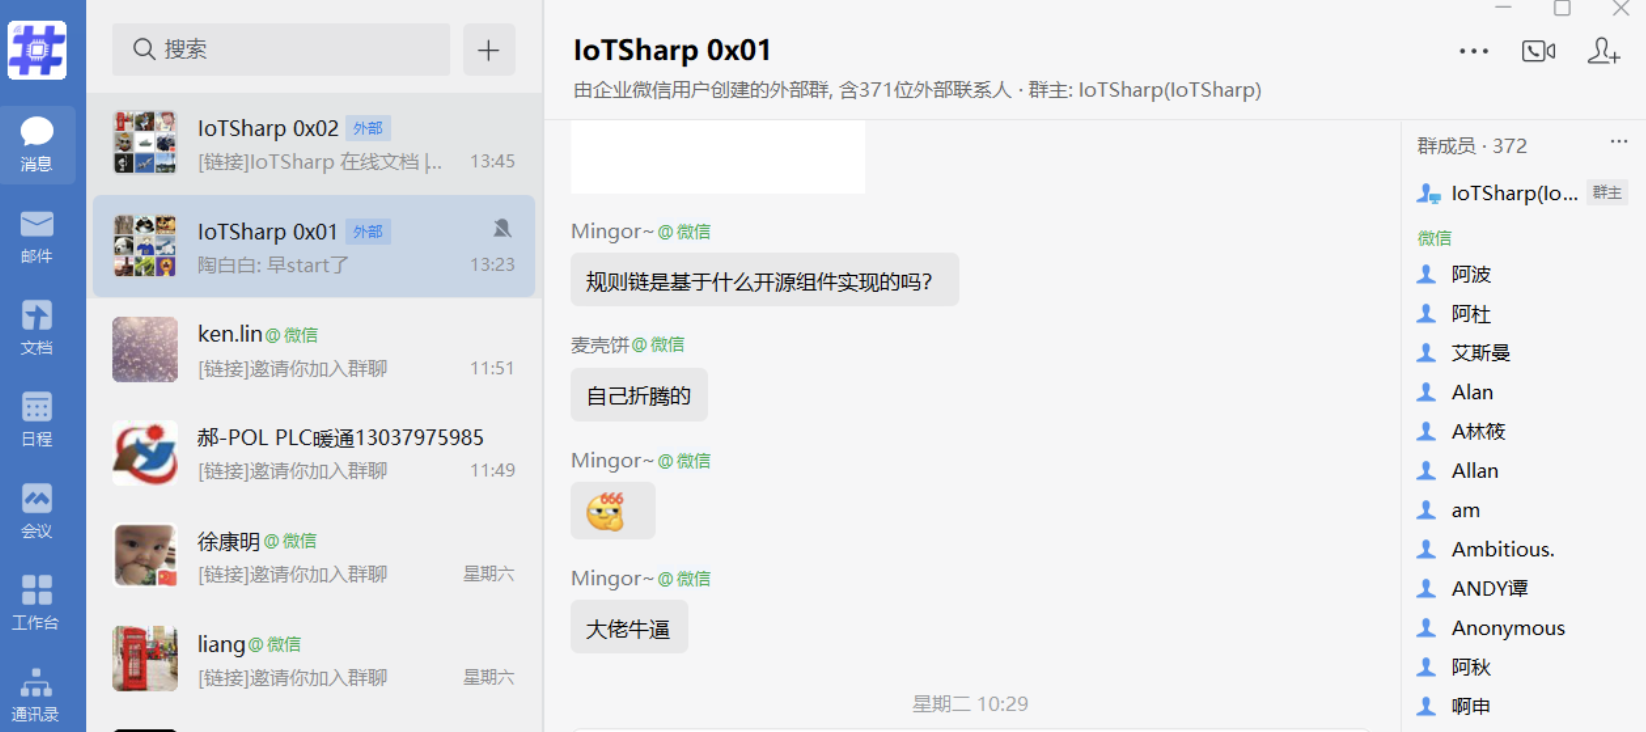 消息
邮件
文档
日程
会议
工作台
通讯录
搜索
IoTSharp 0x02 外部
[链接]IoTSharp 在线文档 |... 13:45
IoTSharp 0x01 外部
陶白白: 早start了 13:23
ken.lin@微信
[链接]邀请你加入群聊 11:51
郝-POL PLC暖通13037975985
[链接]邀请你加入群聊 11:49
徐康明@微信
[链接]邀请你加入群聊 星期六
liang@微信
[链接]邀请你加入群聊 星期六
IoTSharp 0x01
由企业微信用户创建的外部群, 含371位外部联系人 · 群主: IoTSharp(IoTSharp)
Mingor~@微信
规则链是基于什么开源组件实现的吗?
麦壳饼@微信
自己折腾的
Mingor~@微信
666
Mingor~@微信
大佬牛逼
星期二 10:29
群成员 · 372
IoTSharp(Io... 群主
微信
阿波
阿杜
艾斯曼
Alan
A林筱
Allan
am
Ambitious.
ANDY谭
Anonymous
阿秋
啊申